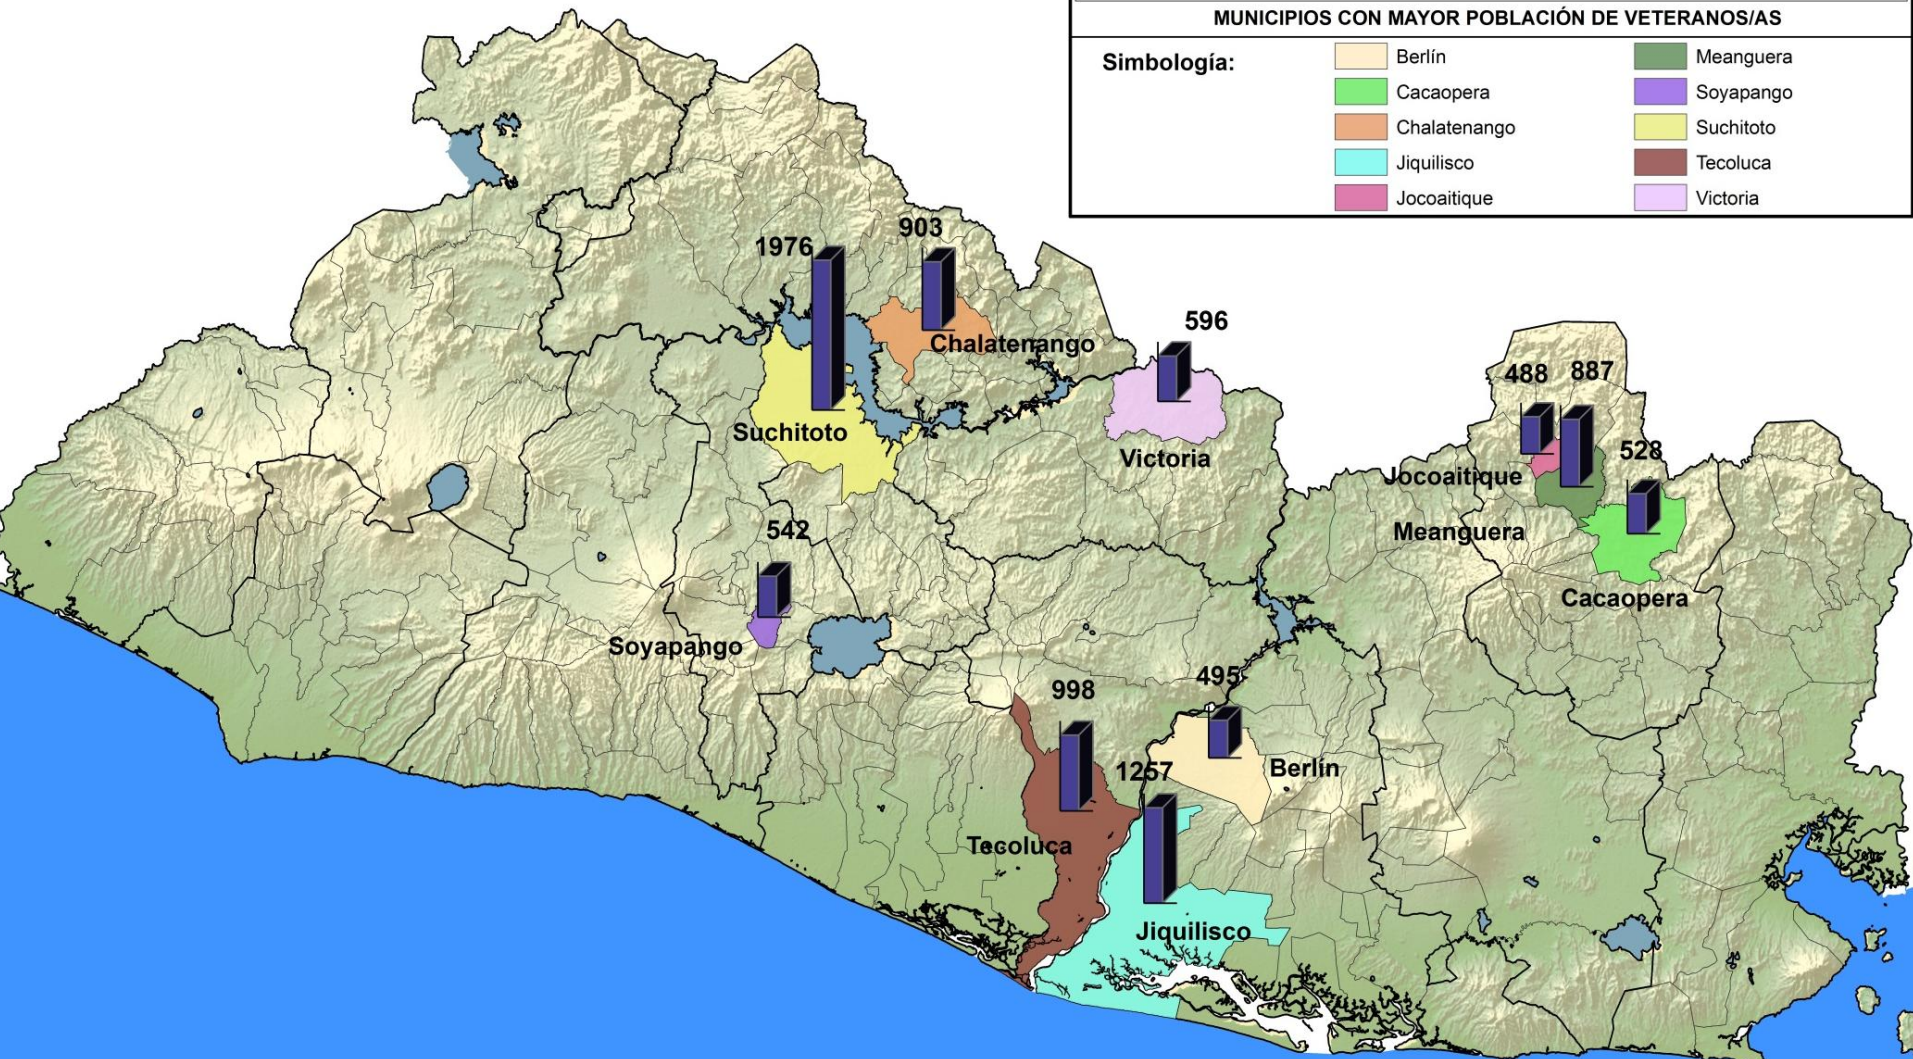 MUNICIPIOS CON MAYOR POBLACIÓN DE VETERANOS/AS
Simbología:
Berlín
Cacaopera
Chalatenango
Jiquilisco
Jocoaitique
Meanguera
Soyapango
Suchitoto
Tecoluca
Victoria
903
1976
Chalatenango
596
Suchitoto
Victoria
488
887
528
Jocoaitique
Meanguera
Cacaopera
542
Soyapango
998
495
1257
Berlín
Tecoluca
Jiquilisco